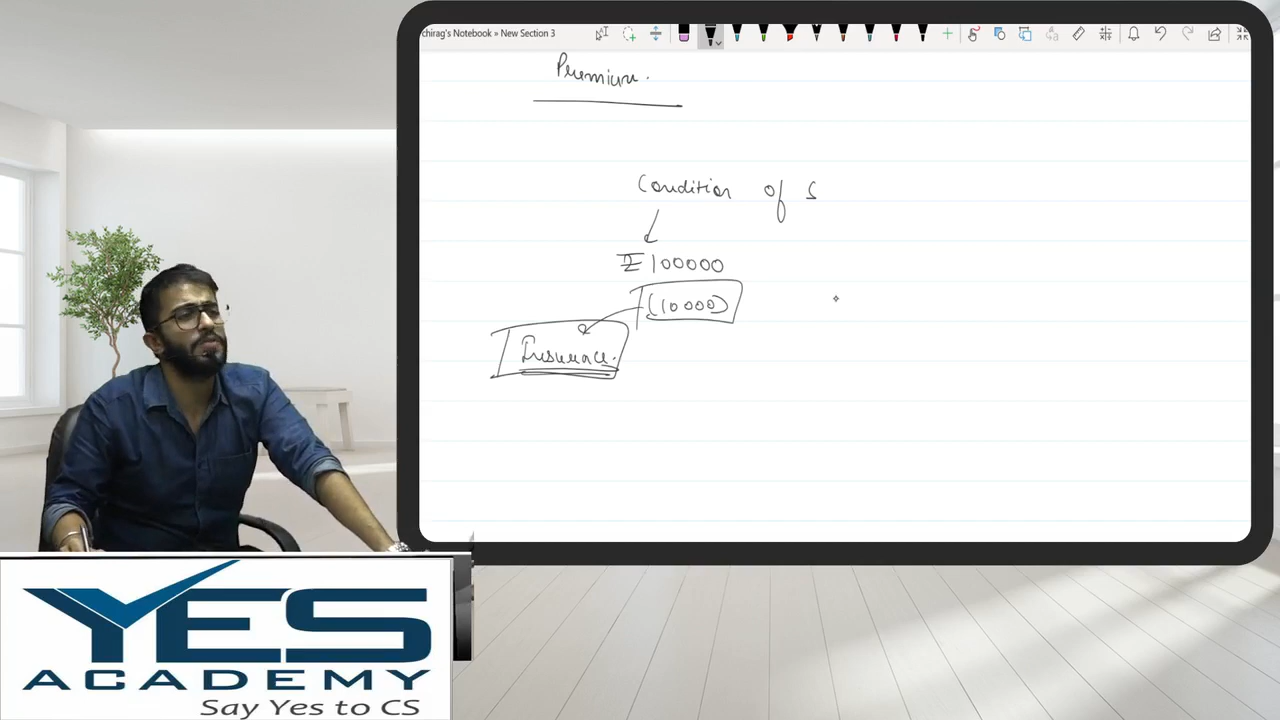 chirag's Notebook » New Section 3
Premium.
Condition of S
₹100000
(10000)
Insurance.
YES
ACADEMY
Say Yes to CS